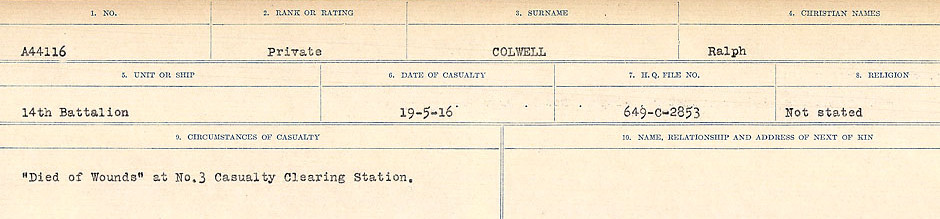 1. NO. 2. RANK OR RATING 3. SURNAME 4. CHRISTIAN NAMES
A44116 Private COLWELL Ralph
5. UNIT OR SHIP 6. DATE OF CASUALTY 7. H. Q. FILE NO. 8. RELIGION
14th Battalion 19-5-16 649-C-2853 Not stated
9. CIRCUMSTANCES OF CASUALTY 10. NAME, RELATIONSHIP AND ADDRESS OF NEXT OF KIN
"Died of Wounds" at No.3 Casualty Clearing Station.